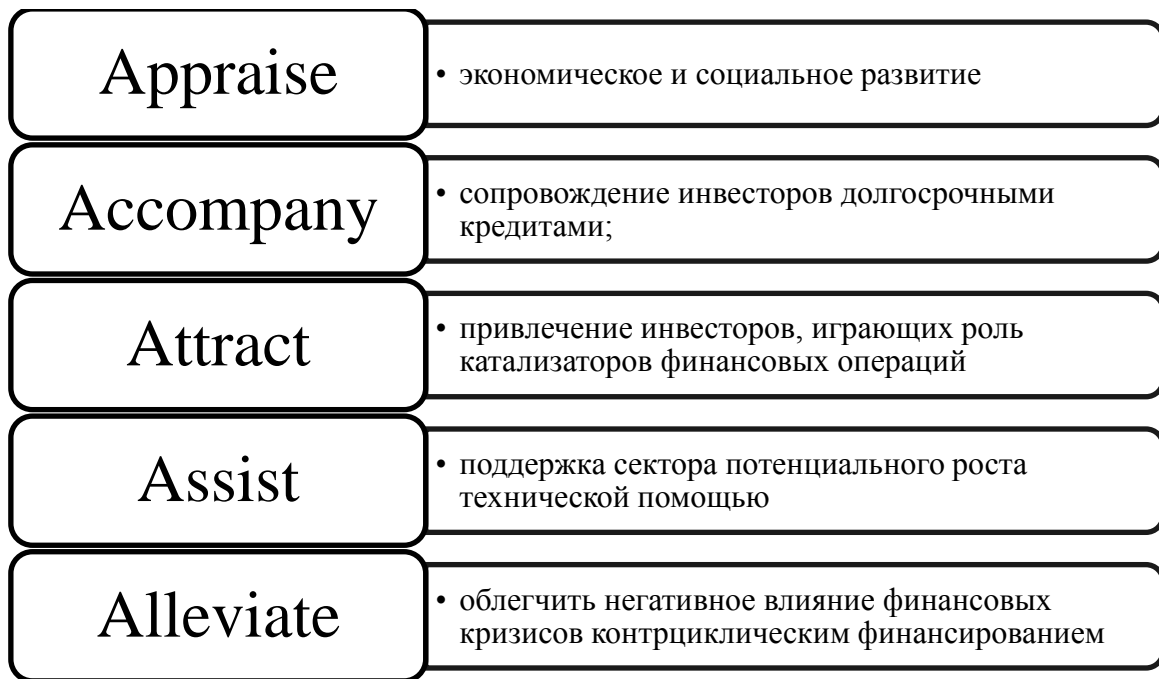 Appraise
• экономическое и социальное развитие
Accompany
• сопровождение инвесторов долгосрочными
кредитами;
Attract
• привлечение инвесторов, играющих роль
катализаторов финансовых операций
Assist
• поддержка сектора потенциального роста
технической помощью
Alleviate
• облегчить негативное влияние финансовых
кризисов контрциклическим финансированием